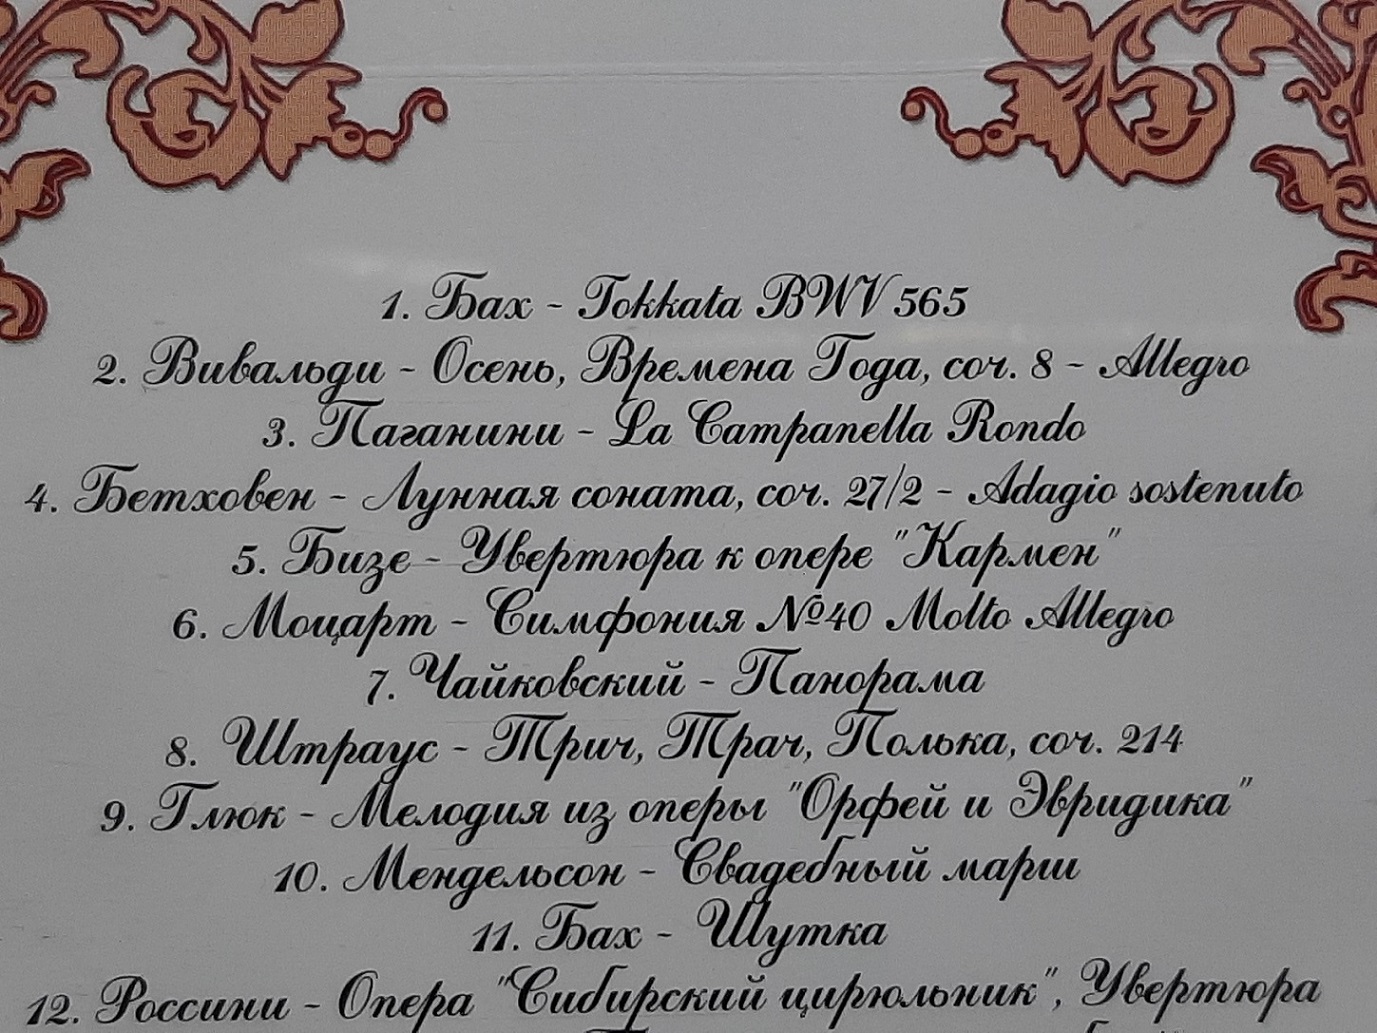 1. Бах - Tokkata BWV 565
2. Вивальди - Осень, Времена Года, соч. 8 - Allegro
3. Паганини - La Campanella Rondo
4. Бетховен - Лунная соната, соч. 27/2 - Adagio sostenuto
5. Бизе - Увертюра к опере "Кармен"
6. Моцарт - Симфония №40 Molto Allegro
7. Чайковский - Панорама
8. Штраус - Трич, Трач, Полька, соч. 214
9. Глюк - Мелодия из оперы "Орфей и Эвридика"
10. Мендельсон - Свадебный марш
11. Бах - Шутка
12. Россини - Опера "Сибирский цирюльник", Увертюра